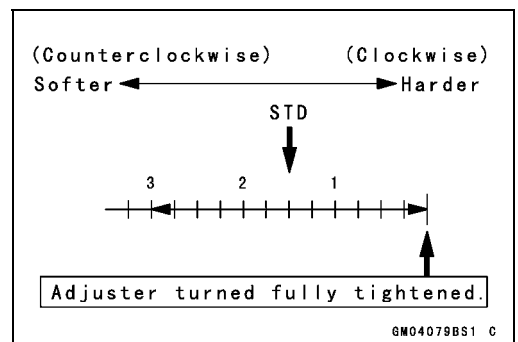 (Counterclockwise) (Clockwise)
Softer Harder
STD
3 2 1
Adjuster turned fully tightened.
GM04079BS1 C